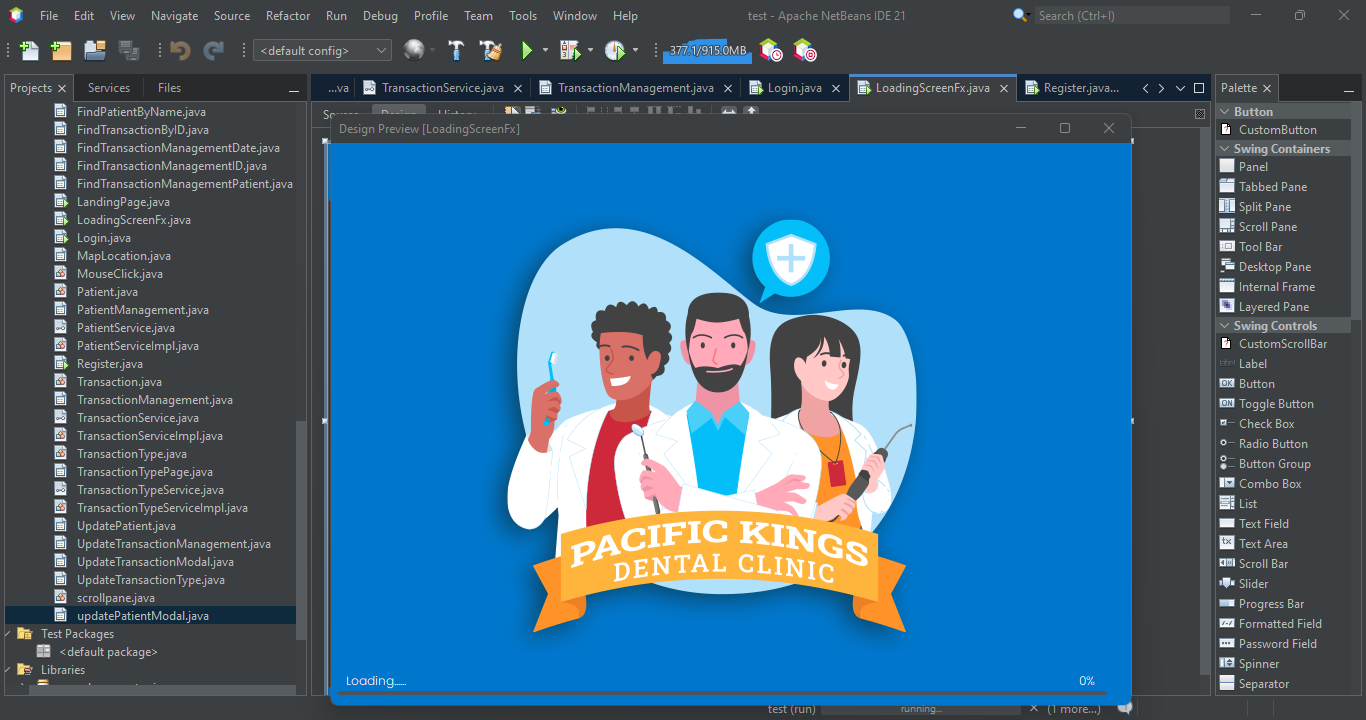 File Edit View Navigate Source Refactor Run Debug Profile Team Tools Window Help
test - Apache NetBeans IDE 21
Search (Ctrl+I)
<default config>
377.1/915.0MB
Projects Services Files
FindPatientByName.java
FindTransactionByID.java
FindTransactionManagementDate.java
FindTransactionManagementID.java
FindTransactionManagementPatient.java
LandingPage.java
LoadingScreenFx.java
Login.java
MapLocation.java
MouseClick.java
Patient.java
PatientManagement.java
PatientService.java
PatientServiceImpl.java
Register.java
Transaction.java
TransactionManagement.java
TransactionService.java
TransactionServiceImpl.java
TransactionType.java
TransactionTypePage.java
TransactionTypeService.java
TransactionTypeServiceImpl.java
UpdatePatient.java
UpdateTransactionManagement.java
UpdateTransactionModal.java
UpdateTransactionType.java
scrollpane.java
updatePatientModal.java
Test Packages
<default package>
Libraries
...va TransactionService.java TransactionManagement.java Login.java LoadingScreenFx.java Register.java...
Design Preview [LoadingScreenFx]
PACIFIC KINGS
DENTAL CLINIC
Loading......
0%
test (run)
running...
(1 more...)
Palette
Button
CustomButton
Swing Containers
Panel
Tabbed Pane
Split Pane
Scroll Pane
Tool Bar
Desktop Pane
Internal Frame
Layered Pane
Swing Controls
CustomScrollBar
Label
Button
Toggle Button
Check Box
Radio Button
Button Group
Combo Box
List
Text Field
Text Area
Scroll Bar
Slider
Progress Bar
Formatted Field
Password Field
Spinner
Separator